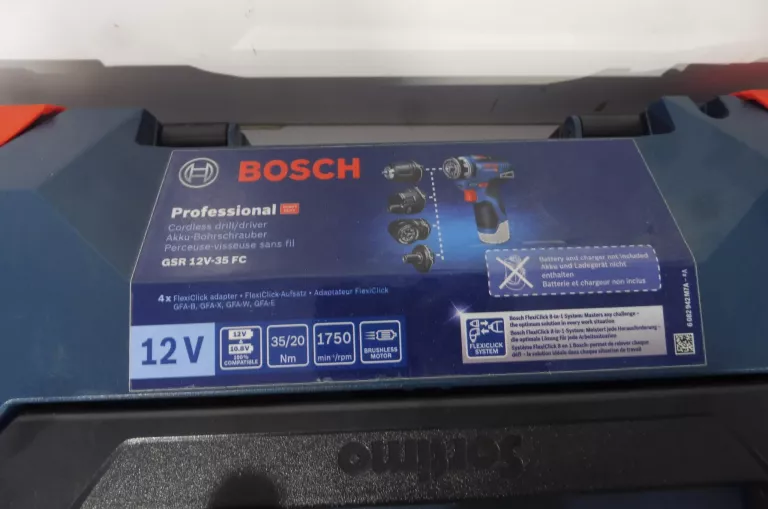 BOSCH
Professional
Cordless drill/driver
Akku-Bohrschrauber
Perceuse-visseuse sans fil
GSR 12V-35 FC
Battery and charger not included
Akku und Ladegerät nicht
enthalten
Batterie et chargeur non inclus
4x FlexiClick adapter • FlexiClick-Aufsatz • Adaptateur FlexiClick
GFA-B, GFA-X, GFA-W, GFA-E
12 V
12V
10.8V
100%
COMPATIBLE
35/20
Nm
1750
min-¹/rpm
BRUSHLESS
MOTOR
FLEXICLICK
SYSTEM
Bosch FlexiClick 5-in-1 System: Masters any challenge -
the optimum solution in every work situation
Bosch FlexiClick 5-in-1 System: Meistert jede Herausforderung -
die optimale Lösung für jede Arbeitssituation
Système FlexiClick 5 en 1 Bosch: permet de relever chaque
défi - la solution idéale dans chaque situation de travail
Sortimo